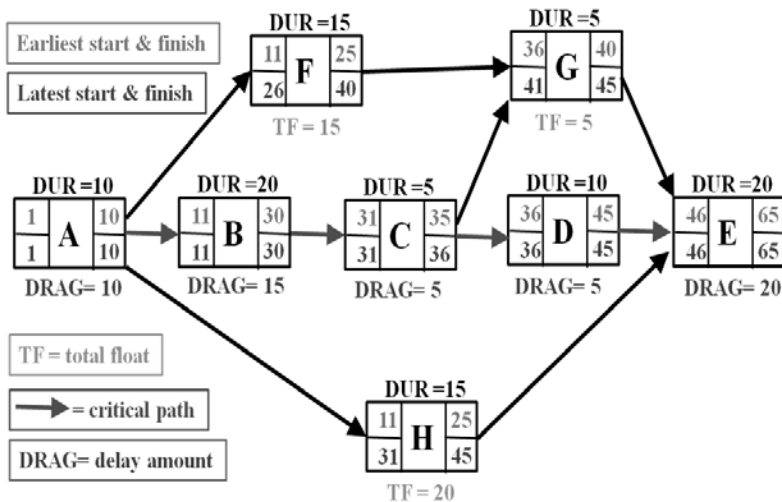 Earliest start & finish
Latest start & finish
DUR =15
11 F 25
26 40
TF = 15
DUR =5
36 G 40
41 45
TF = 5
DUR =10
1 A 10
1 10
DRAG= 10
DUR =20
11 B 30
11 30
DRAG= 15
DUR =5
31 C 35
31 36
DRAG= 5
DUR =10
36 D 45
36 45
DRAG= 5
DUR =20
46 E 65
46 65
DRAG= 20
DUR =15
11 H 25
31 45
TF = 20
TF = total float
= critical path
DRAG= delay amount